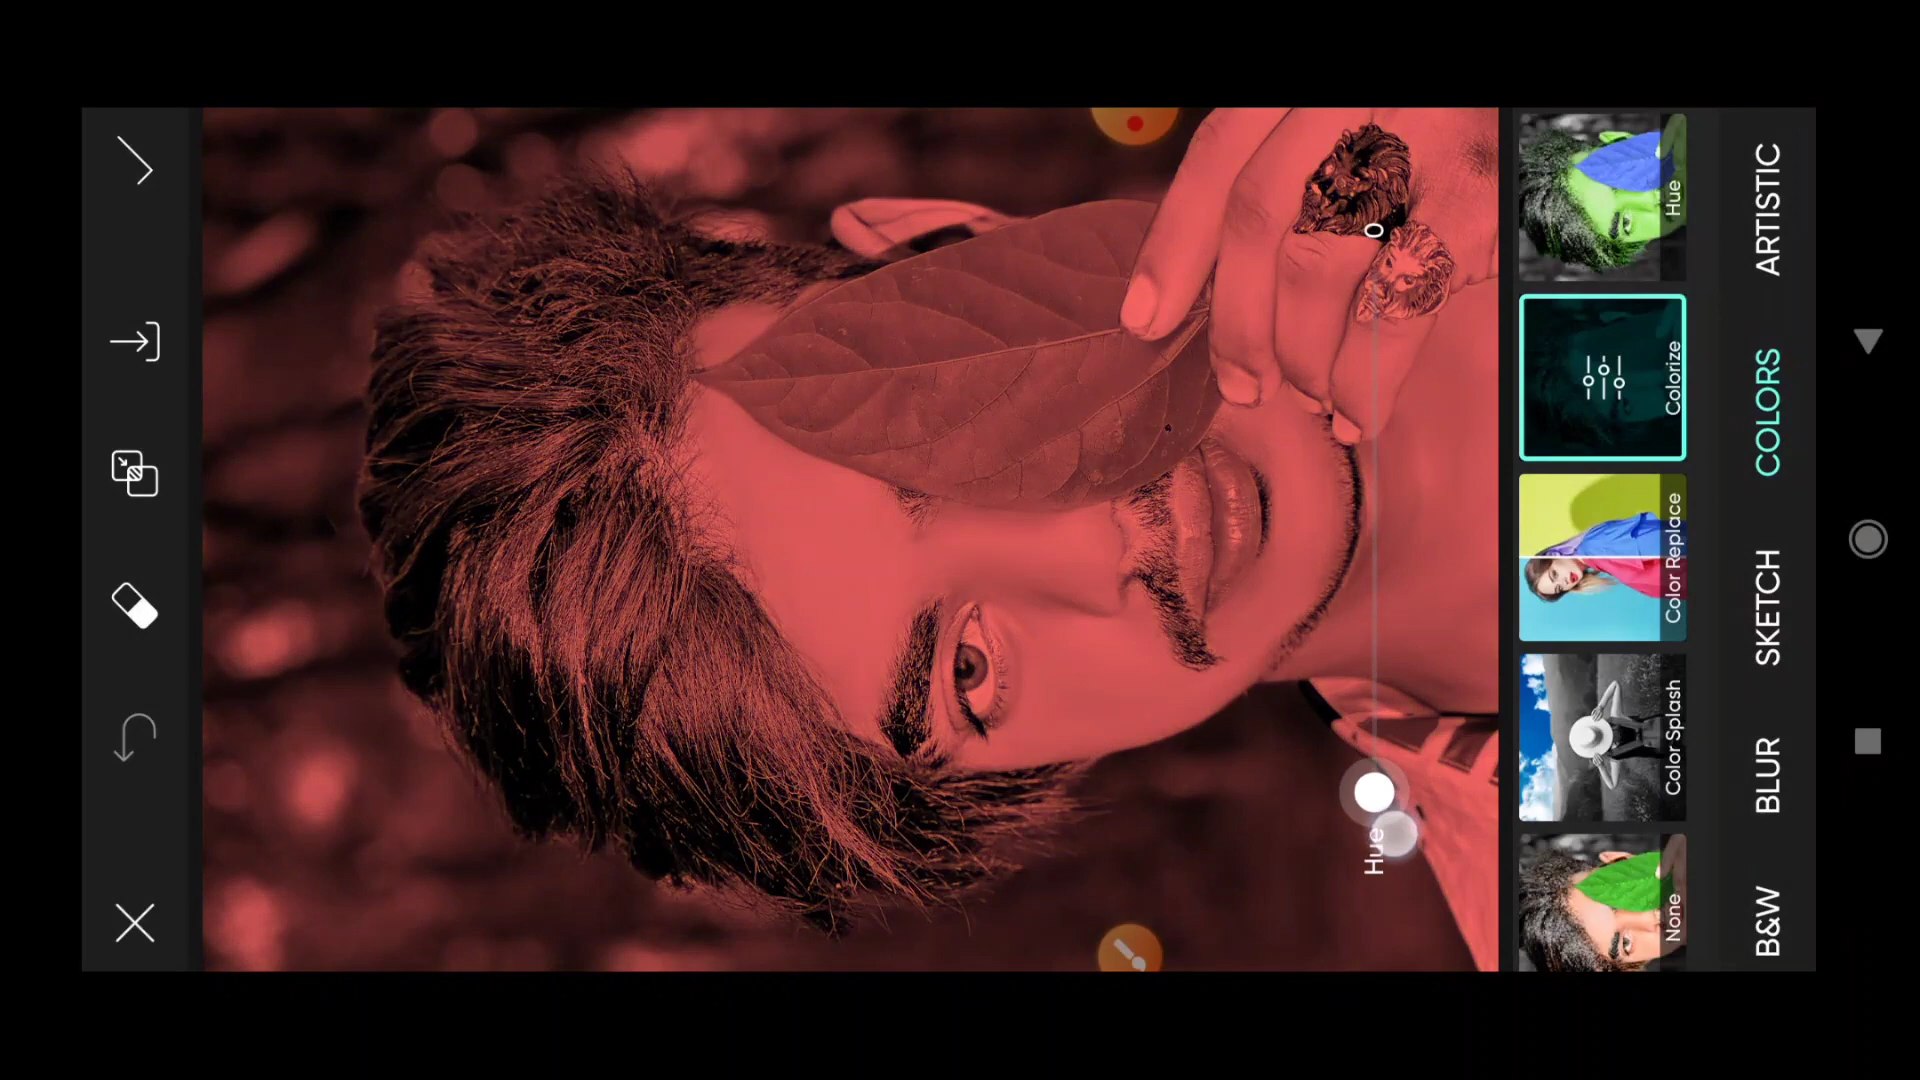 0
Hue
None
Color Splash
Color Replace
Colorize
Hue
B&W
BLUR
SKETCH
COLORS
ARTISTIC